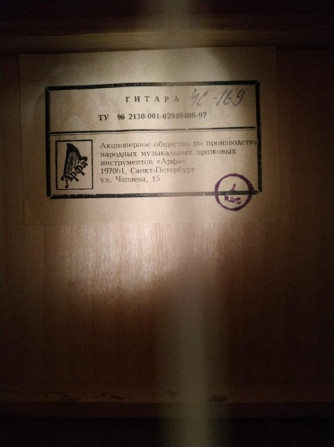 ГИТАРА ЧС-169
ТУ 96 2130-001-02949406-97
Акционерное общество по производству
народных музыкальных щипковых
инструментов «Арфа»
197061, Санкт-Петербург
ул. Чапаева, 15